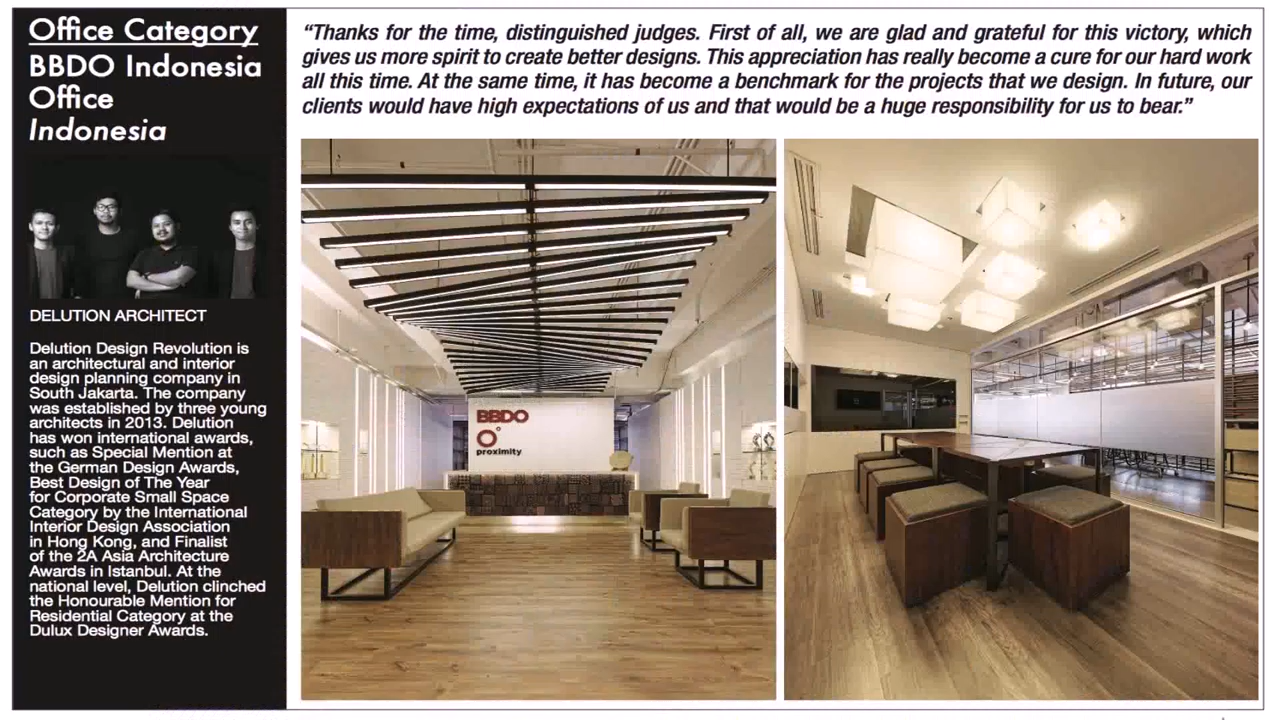 Office Category
BBDO Indonesia
Office
Indonesia
DELUTION ARCHITECT
Delution Design Revolution is
an architectural and interior
design planning company in
South Jakarta. The company
was established by three young
architects in 2013. Delution
has won international awards,
such as Special Mention at
the German Design Awards,
Best Design of The Year
for Corporate Small Space
Category by the International
Interior Design Association
in Hong Kong, and Finalist
of the 2A Asia Architecture
Awards in Istanbul. At the
national level, Delution clinched
the Honourable Mention for
Residential Category at the
Dulux Designer Awards.
“Thanks for the time, distinguished judges. First of all, we are glad and grateful for this victory, which
gives us more spirit to create better designs. This appreciation has really become a cure for our hard work
all this time. At the same time, it has become a benchmark for the projects that we design. In future, our
clients would have high expectations of us and that would be a huge responsibility for us to bear.”
BBDO
proximity